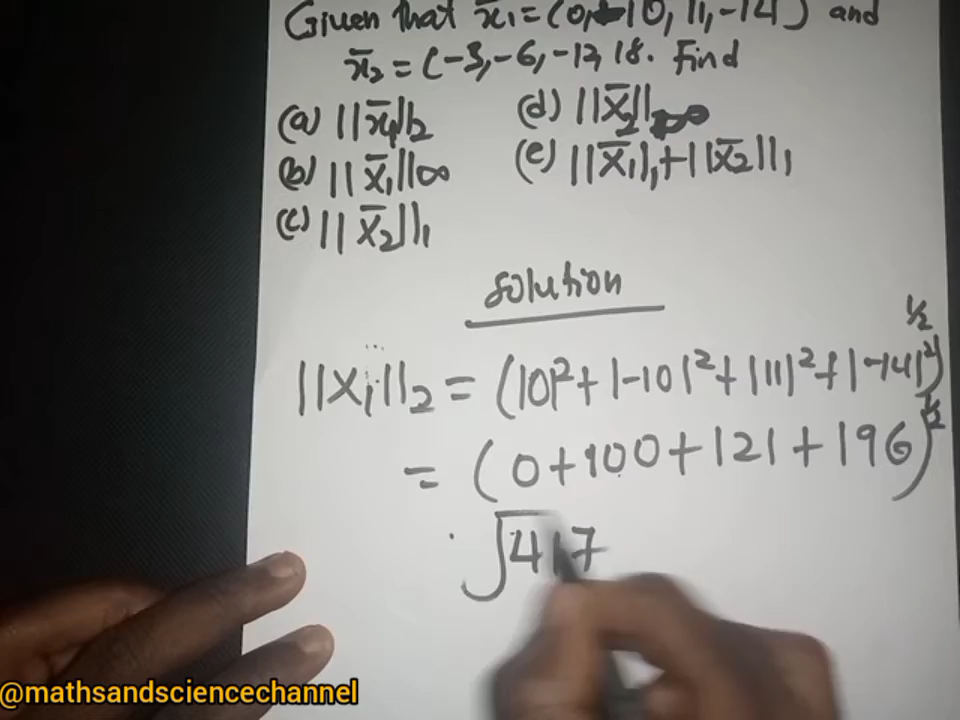 Given that x̄₁ = (0, -10, 11, -14) and
x̄₂ = (-3, -6, -12, 18. Find
(a) ||x̄₁||₂
(b) ||x̄₁||∞
(c) ||x̄₂||₁
(d) ||x̄₂||∞
(e) ||x̄₁||₁ + ||x̄₂||₁
solution
||x₁||₂ = (|0|² + |-10|² + |11|² + |-14|²)^½
= (0 + 100 + 121 + 196)^½
√417
@mathsandsciencechannel